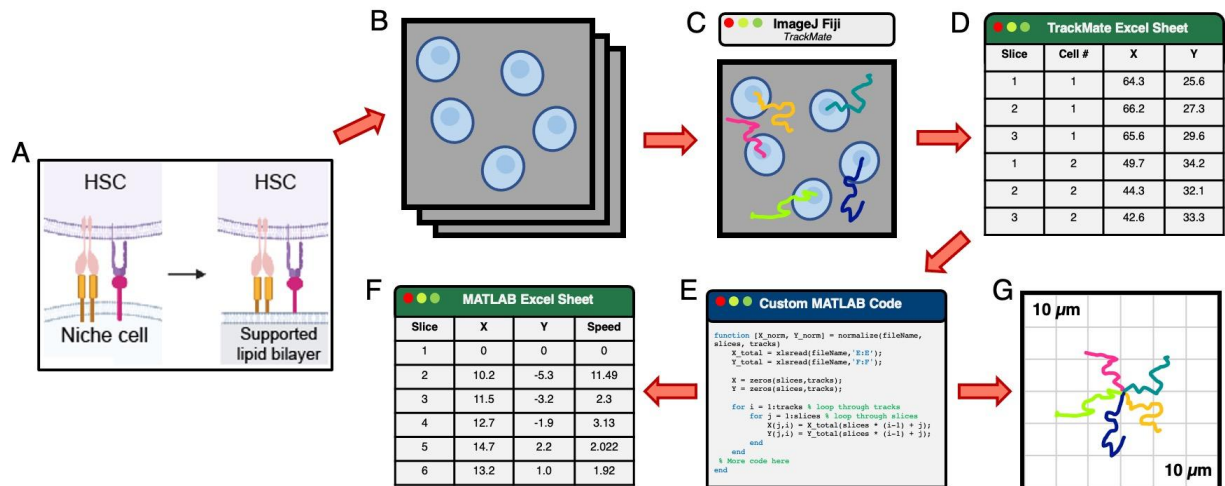 A
HSC
HSC
Niche cell
Supported
lipid bilayer
B
C
ImageJ Fiji
TrackMate
D
TrackMate Excel Sheet
Slice Cell # X Y
1 1 64.3 25.6
2 1 66.2 27.3
3 1 65.6 29.6
1 2 49.7 34.2
2 2 44.3 32.1
3 2 42.6 33.3
E
Custom MATLAB Code
function [X_norm, Y_norm] = normalize(fileName,
slices, tracks)
X_total = xlsread(fileName,'E:E');
Y_total = xlsread(fileName,'F:F');
X = zeros(slices,tracks);
Y = zeros(slices,tracks);
for i = 1:tracks % loop through tracks
for j = 1:slices % loop through slices
X(j,i) = X_total(slices * (i-1) + j);
Y(j,i) = Y_total(slices * (i-1) + j);
end
end
% More code here
end
F
MATLAB Excel Sheet
Slice X Y Speed
1 0 0 0
2 10.2 -5.3 11.49
3 11.5 -3.2 2.3
4 12.7 -1.9 3.13
5 14.7 2.2 2.022
6 13.2 1.0 1.92
G
10 µm
10 µm